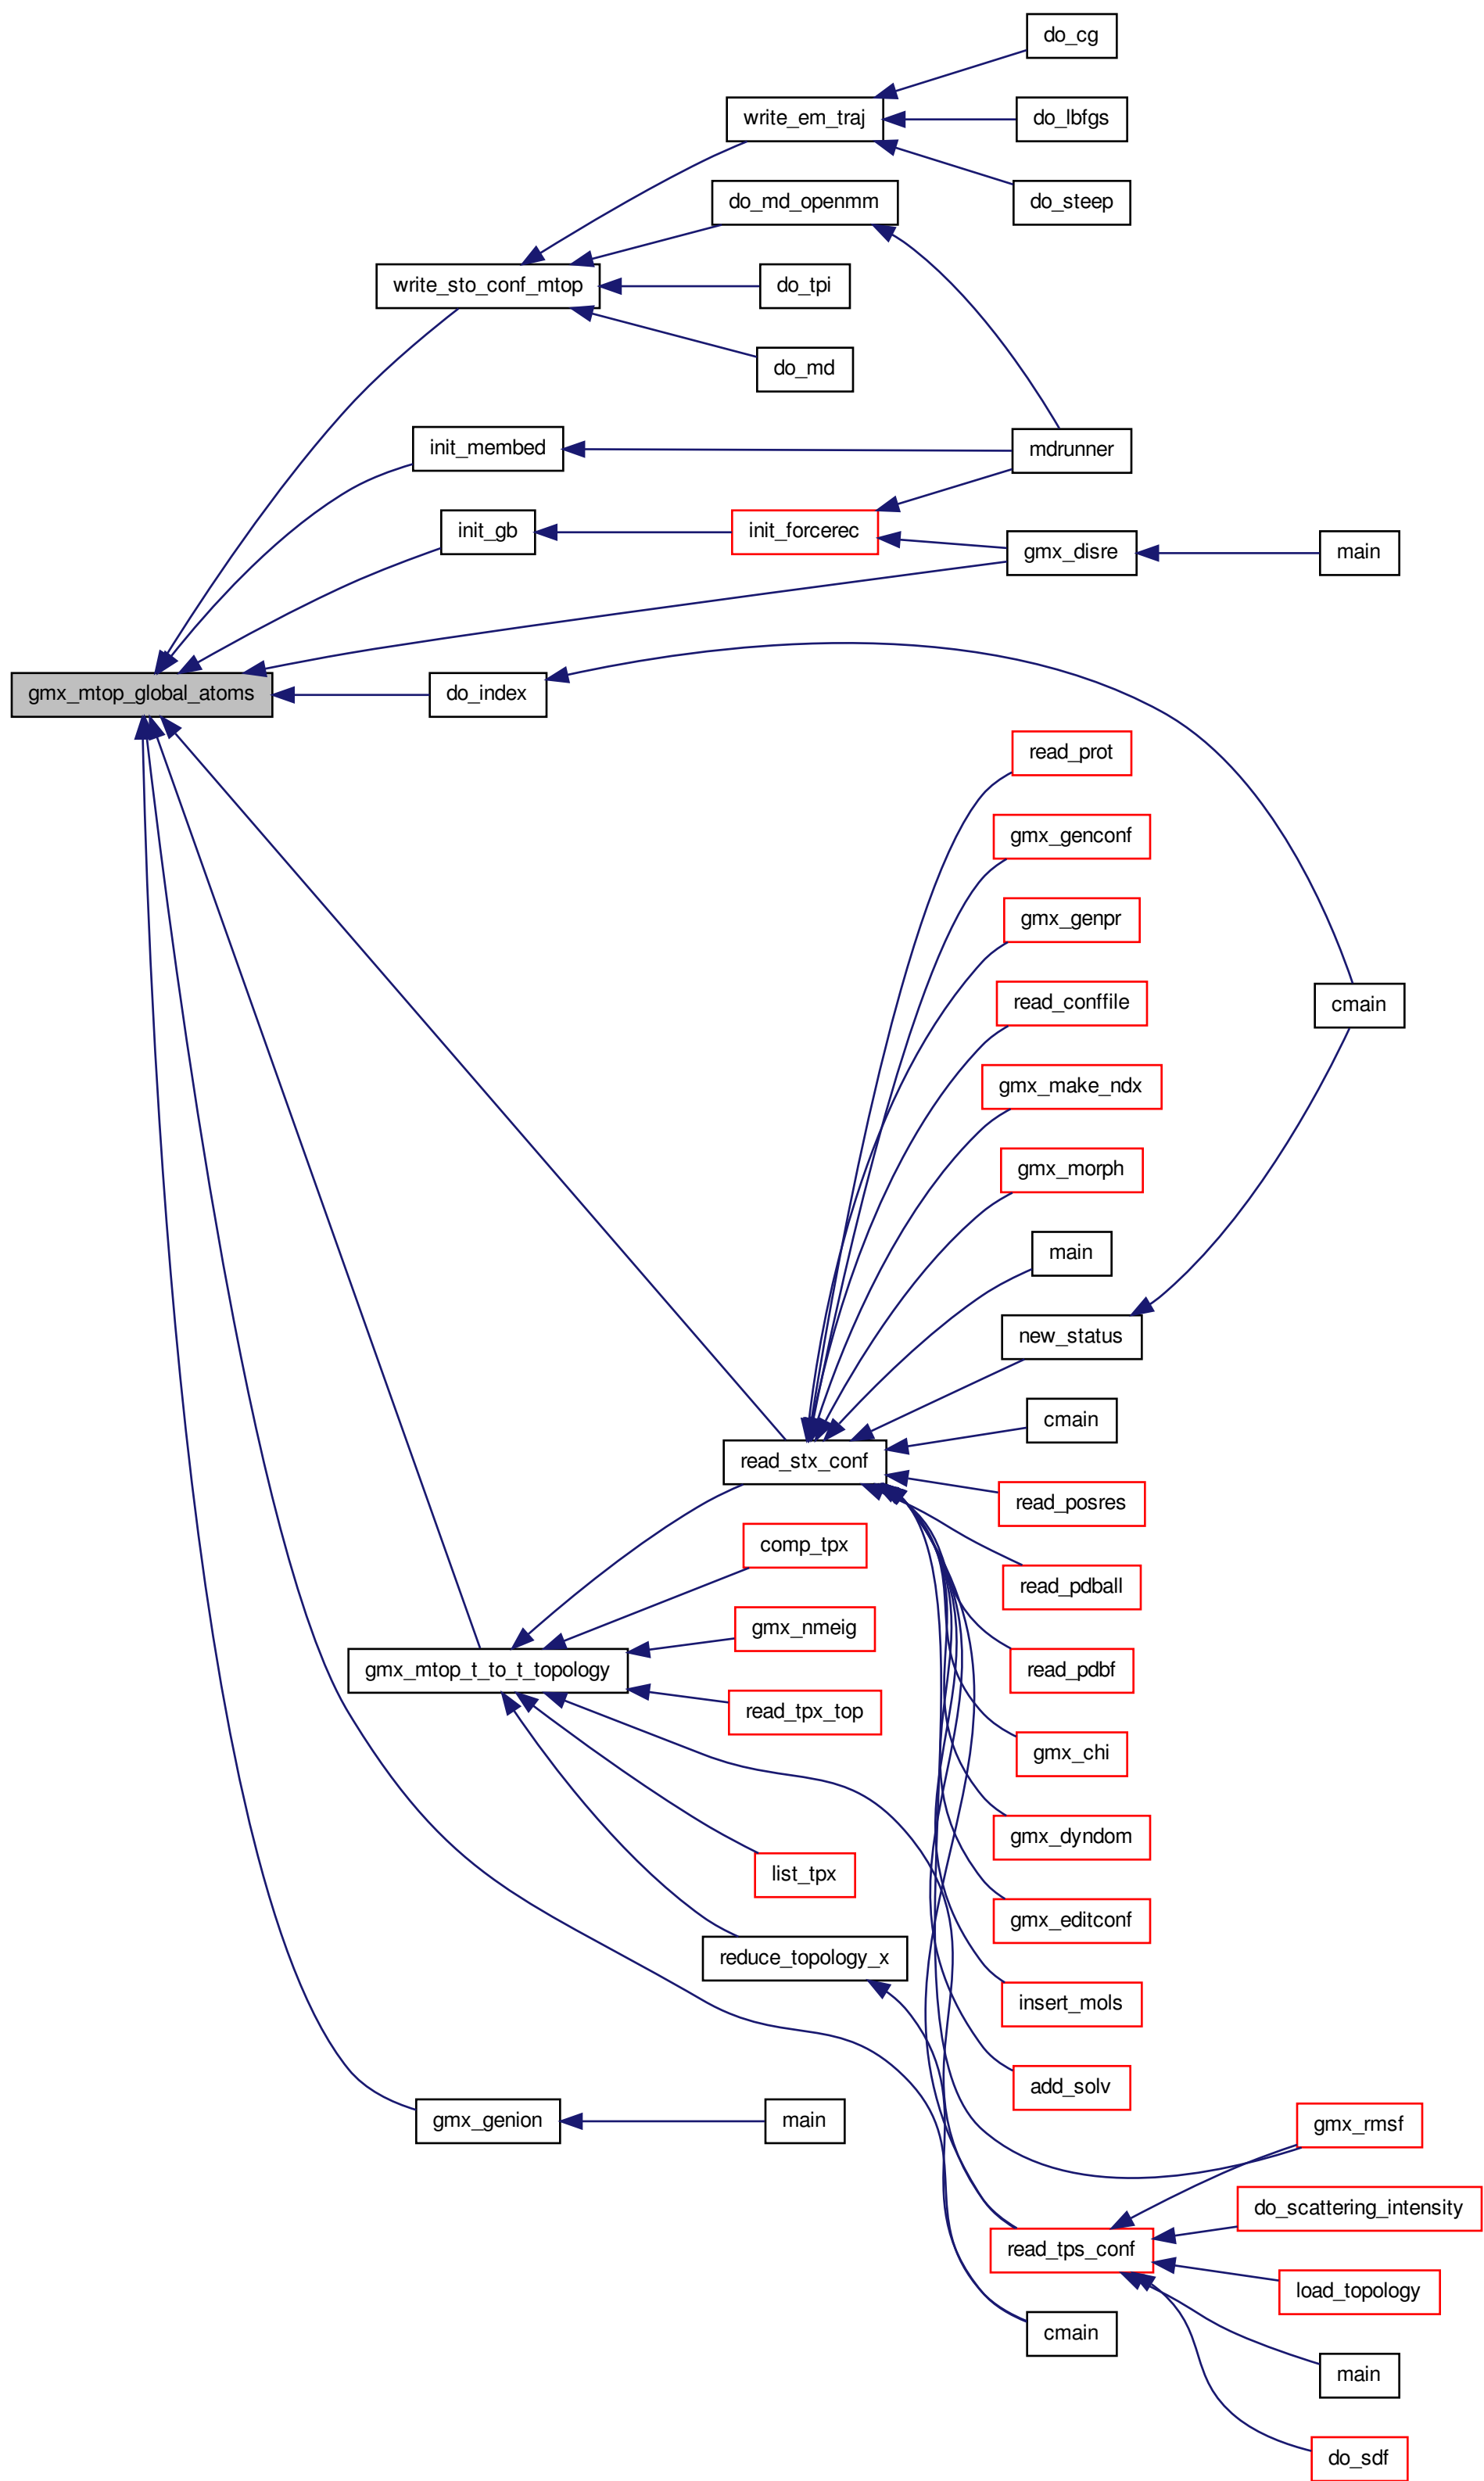 do_cg
write_em_traj
do_lbfgs
do_steep
do_md_openmm
write_sto_conf_mtop
do_tpi
do_md
init_membed
mdrunner
init_gb
init_forcerec
gmx_disre
main
gmx_mtop_global_atoms
do_index
read_prot
gmx_genconf
gmx_genpr
read_conffile
cmain
gmx_make_ndx
gmx_morph
main
new_status
cmain
read_stx_conf
read_posres
comp_tpx
read_pdball
gmx_nmeig
gmx_mtop_t_to_t_topology
read_pdbf
read_tpx_top
gmx_chi
gmx_dyndom
list_tpx
gmx_editconf
reduce_topology_x
insert_mols
add_solv
gmx_genion
main
gmx_rmsf
do_scattering_intensity
read_tps_conf
load_topology
cmain
main
do_sdf